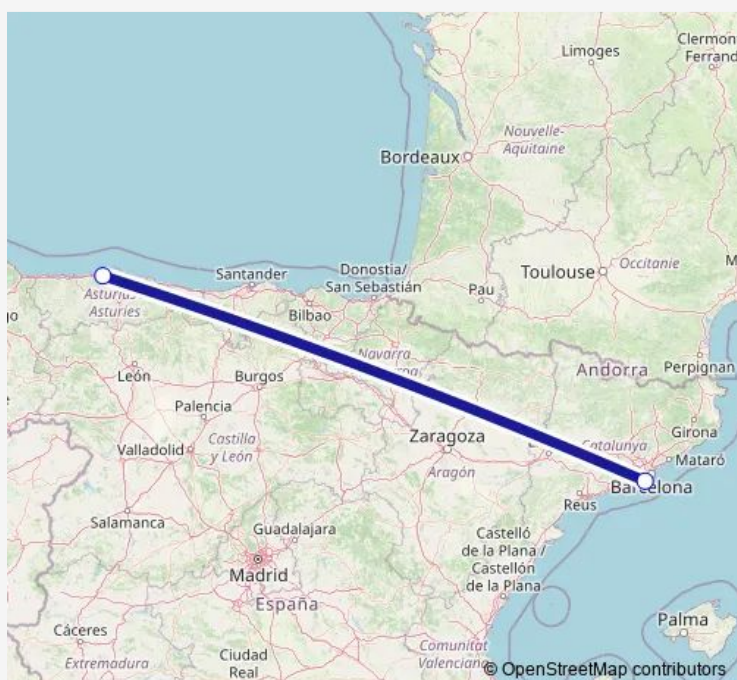 Limoges
Clermont
Ferrand
Nouvelle-
Aquitaine
Bordeaux
Toulouse
Occitanie
Santander
Donostia/
San Sebastián
Pau
Asturias
Asturies
Bilbao
Navarra
León
Burgos
Andorra
Perpignan
Palencia
Castilla
y León
Valladolid
Zaragoza
Aragón
Catalunya
Girona
Mataró
Barcelona
Reus
Salamanca
Guadalajara
Castelló
de la Plana /
Castellón
de la Plana
Madrid
España
Palma
Cáceres
Extremadura
Ciudad
Real
Comunitat
Valenciana
© OpenStreetMap contributors